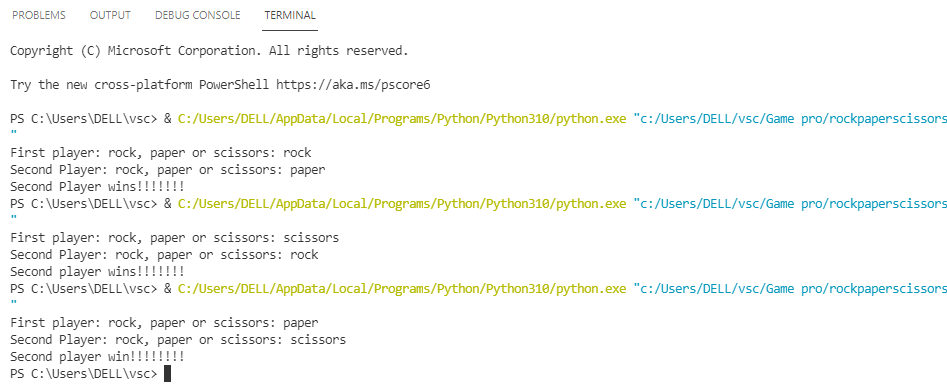 PROBLEMS OUTPUT DEBUG CONSOLE TERMINAL
Copyright (C) Microsoft Corporation. All rights reserved.
Try the new cross-platform PowerShell https://aka.ms/pscore6
PS C:\Users\DELL\vsc> & C:/Users/DELL/AppData/Local/Programs/Python/Python310/python.exe "c:/Users/DELL/vsc/Game pro/rockpaperscissors
"
First player: rock, paper or scissors: rock
Second Player: rock, paper or scissors: paper
Second Player wins!!!!!!!
PS C:\Users\DELL\vsc> & C:/Users/DELL/AppData/Local/Programs/Python/Python310/python.exe "c:/Users/DELL/vsc/Game pro/rockpaperscissors
"
First player: rock, paper or scissors: scissors
Second Player: rock, paper or scissors: rock
Second player wins!!!!!!!
PS C:\Users\DELL\vsc> & C:/Users/DELL/AppData/Local/Programs/Python/Python310/python.exe "c:/Users/DELL/vsc/Game pro/rockpaperscissors
"
First player: rock, paper or scissors: paper
Second Player: rock, paper or scissors: scissors
Second player win!!!!!!!!
PS C:\Users\DELL\vsc>